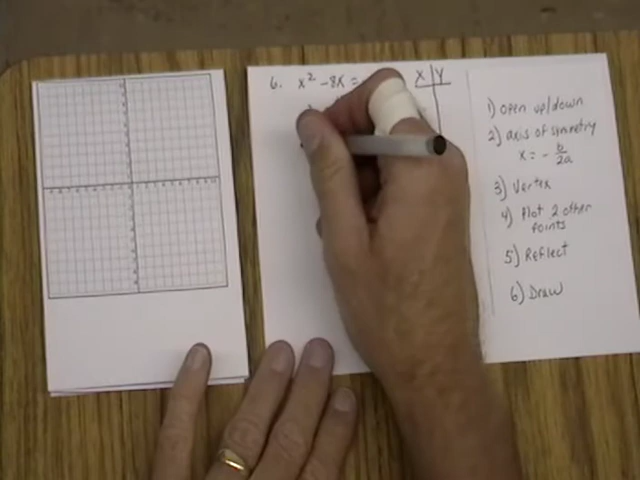 6. x² - 8x =
X Y
1) Open up/down
2) axis of symmetry
x = - b/2a
3) Vertex
4) Plot 2 other
points
5) Reflect
6) Draw